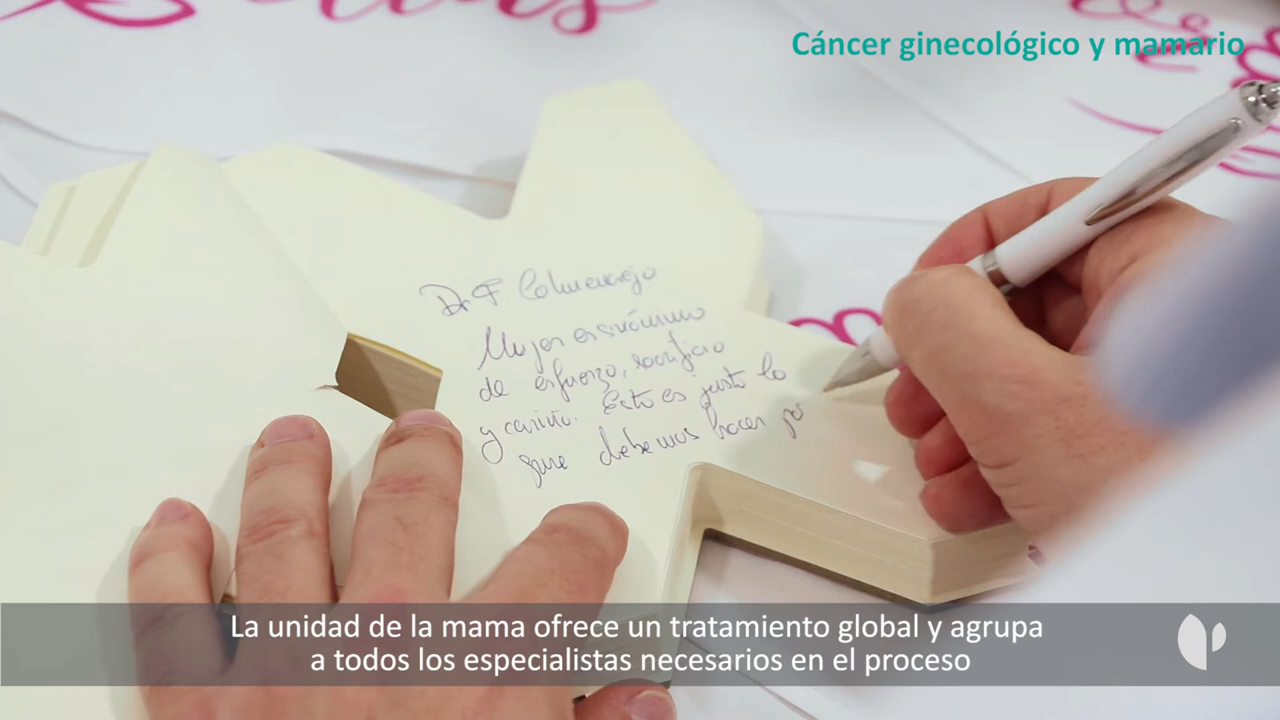 Cáncer ginecológico y mamario
Dr F. Colmenarejo
Mujer es sinónimo
de esfuerzo, sacrificio
y cariño. Esto es justo lo
que debemos hacer po
La unidad de la mama ofrece un tratamiento global y agrupa
a todos los especialistas necesarios en el proceso